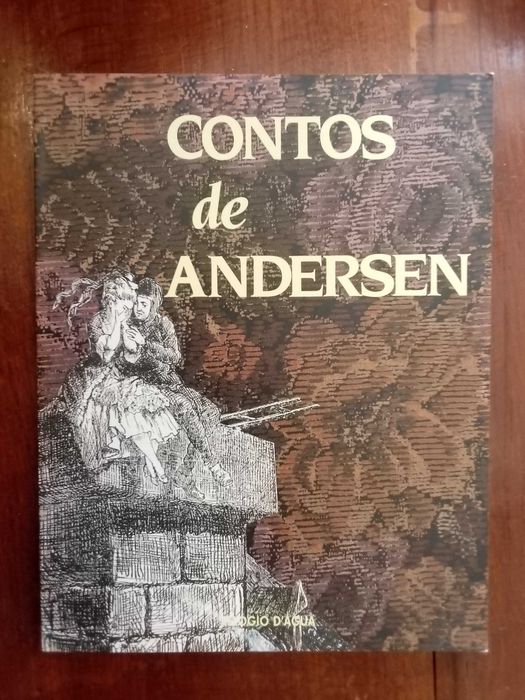 CONTOS
de
ANDERSEN
D'ÁGUA